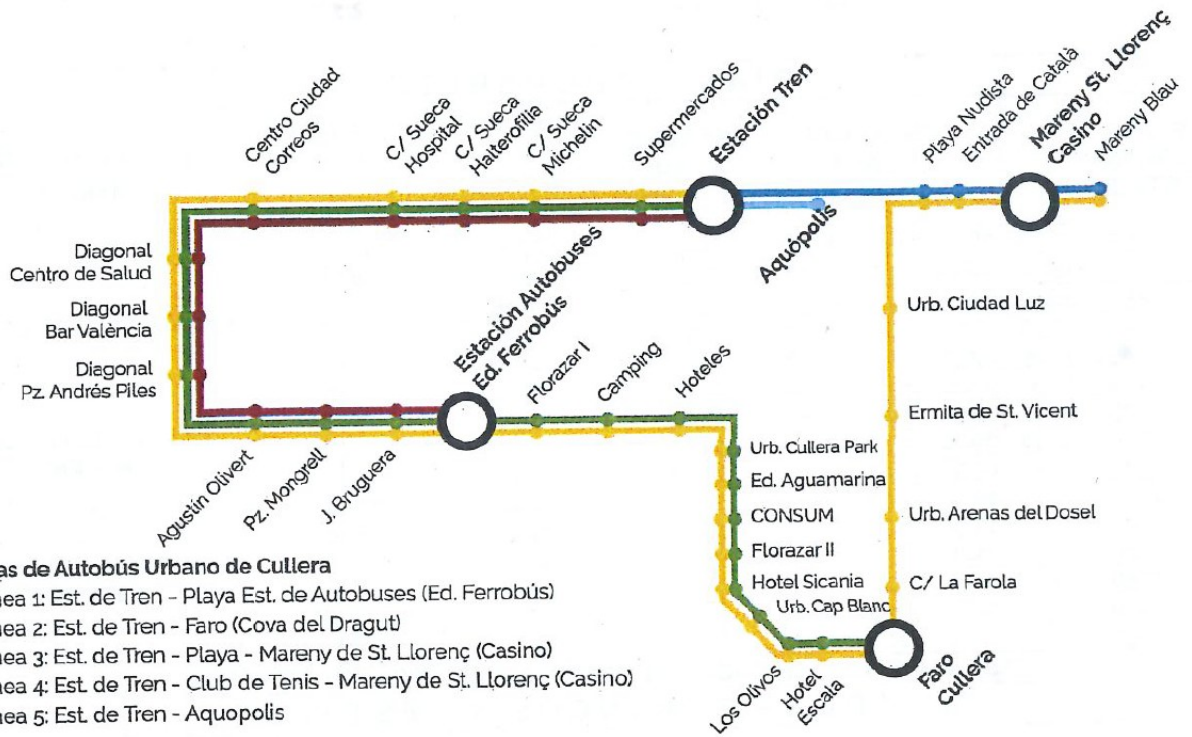 Centro Ciudad
Correos
C/ Sueca
Hospital
C/ Sueca
Halterofilia
C/ Sueca
Michelin
Supermercados
Estación Tren
Aquópolis
Playa Nudista
Entrada de Català
Mareny St. Llorenç
Casino
Mareny Blau
Diagonal
Centro de Salud
Diagonal
Bar València
Diagonal
Pz. Andrés Piles
Agustín Olivert
Pz. Mongrell
J. Bruguera
Estación Autobuses
Ed. Ferrobús
Florazar I
Camping
Hoteles
Urb. Cullera Park
Ed. Aguamarina
CONSUM
Florazar II
Hotel Sicania
Urb. Cap Blanc
Los Olivos
Hotel
Escala
Faro
Cullera
Urb. Ciudad Luz
Ermita de St. Vicent
Urb. Arenas del Dosel
C/ La Farola
as de Autobús Urbano de Cullera
ea 1: Est. de Tren - Playa Est. de Autobuses (Ed. Ferrobús)
ea 2: Est. de Tren - Faro (Cova del Dragut)
ea 3: Est. de Tren - Playa - Mareny de St. Llorenç (Casino)
ea 4: Est. de Tren - Club de Tenis - Mareny de St. Llorenç (Casino)
ea 5: Est. de Tren - Aquopolis